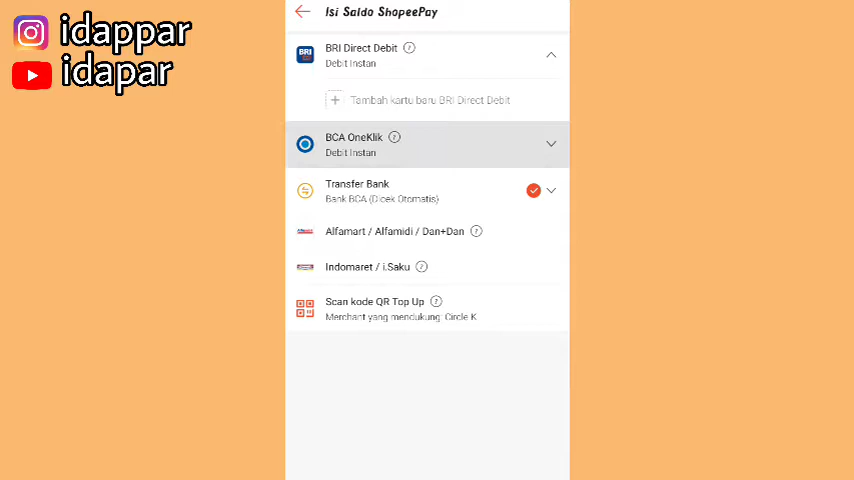 idappar
idapar
Isi Saldo ShopeePay
BRI
BRI Direct Debit ?
Debit Instan
+ Tambah kartu baru BRI Direct Debit
BCA OneKlik ?
Debit Instan
Transfer Bank
Bank BCA (Dicek Otomatis)
Alfamart / Alfamidi / Dan+Dan ?
Indomaret / i.Saku ?
Scan kode QR Top Up ?
Merchant yang mendukung: Circle K